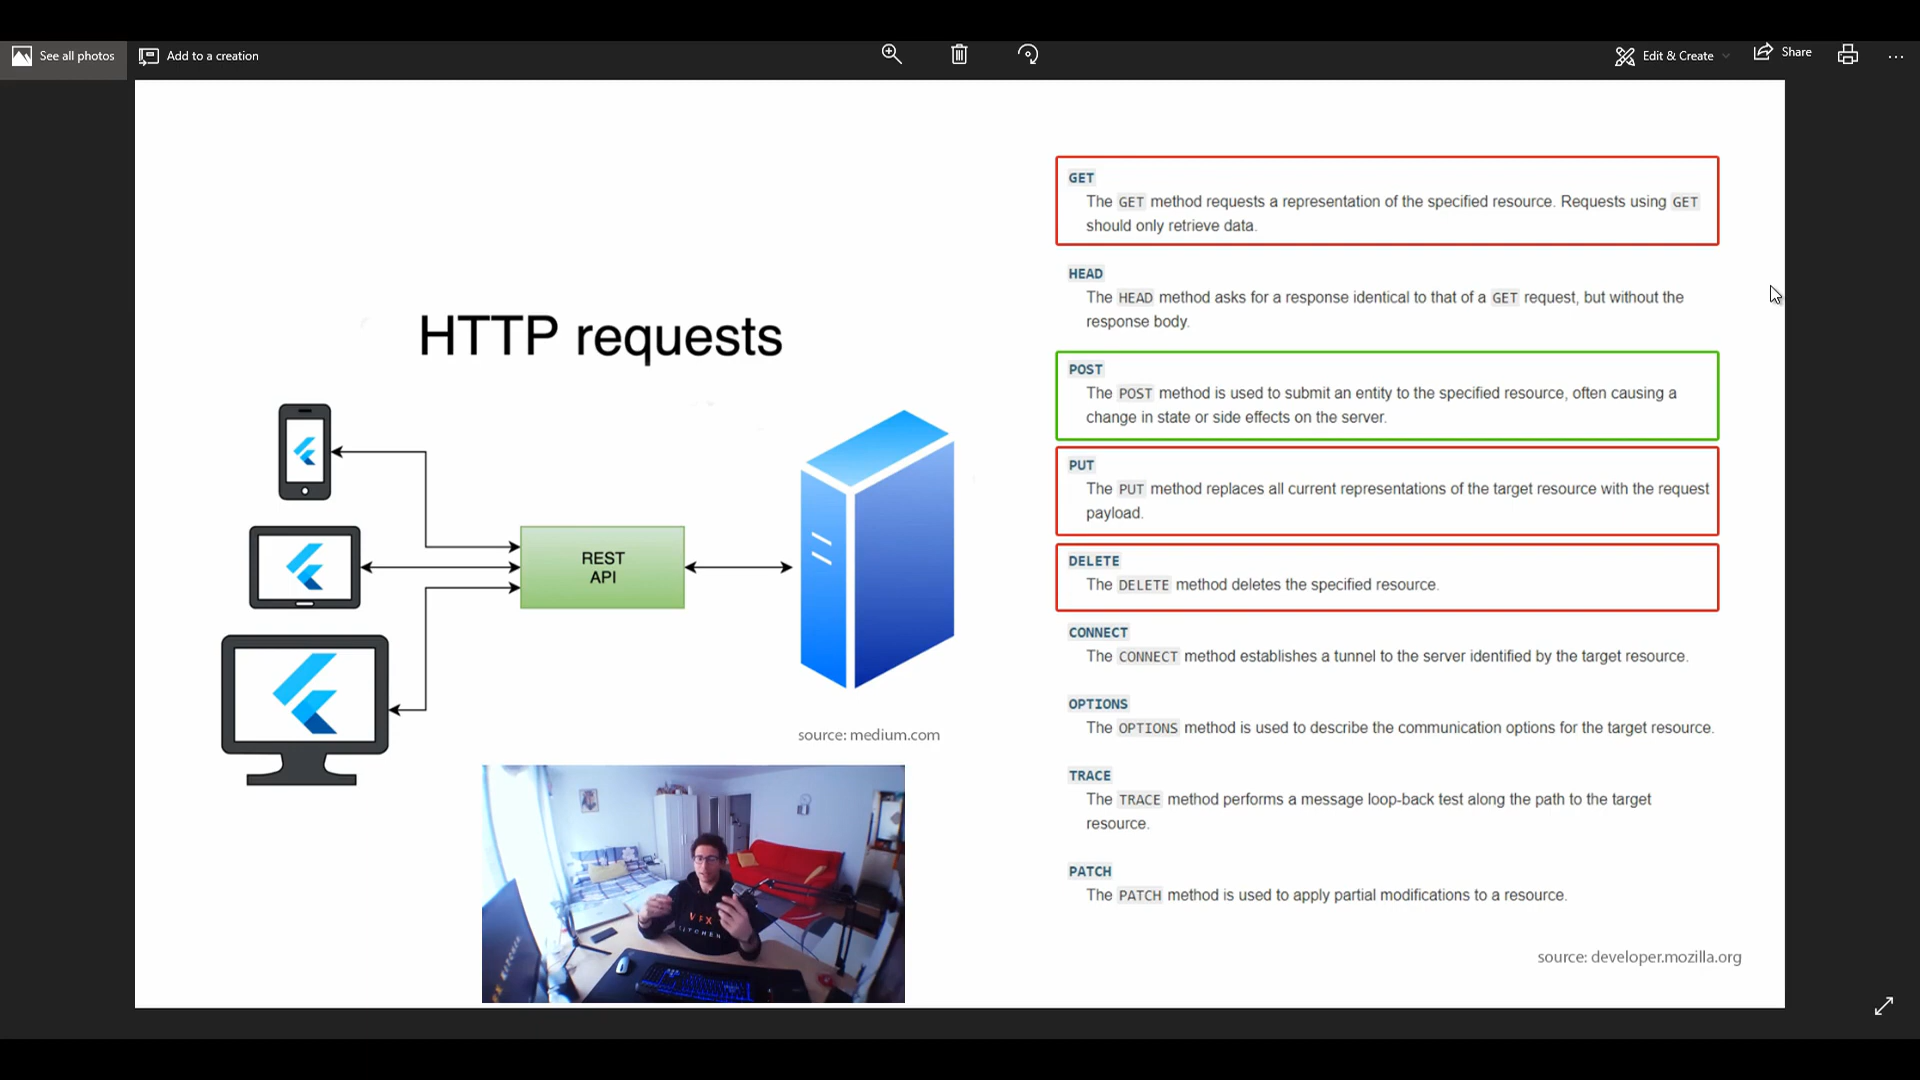 See all photos
Add to a creation
Edit & Create
Share
HTTP requests
REST
API
source: medium.com
VFX
KITCHEN
GET
The GET method requests a representation of the specified resource. Requests using GET
should only retrieve data.
HEAD
The HEAD method asks for a response identical to that of a GET request, but without the
response body.
POST
The POST method is used to submit an entity to the specified resource, often causing a
change in state or side effects on the server.
PUT
The PUT method replaces all current representations of the target resource with the request
payload.
DELETE
The DELETE method deletes the specified resource.
CONNECT
The CONNECT method establishes a tunnel to the server identified by the target resource.
OPTIONS
The OPTIONS method is used to describe the communication options for the target resource.
TRACE
The TRACE method performs a message loop-back test along the path to the target
resource.
PATCH
The PATCH method is used to apply partial modifications to a resource.
source: developer.mozilla.org